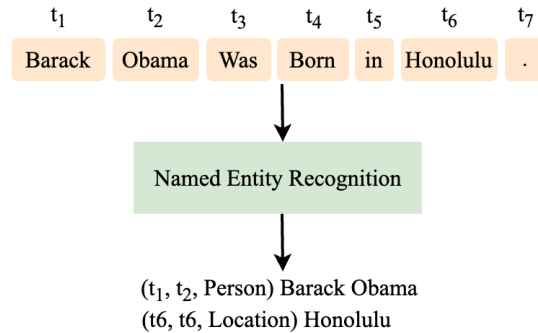 t₁ t₂ t₃ t₄ t₅ t₆ t₇
Barack Obama Was Born in Honolulu .
Named Entity Recognition
(t₁, t₂, Person) Barack Obama
(t6, t6, Location) Honolulu